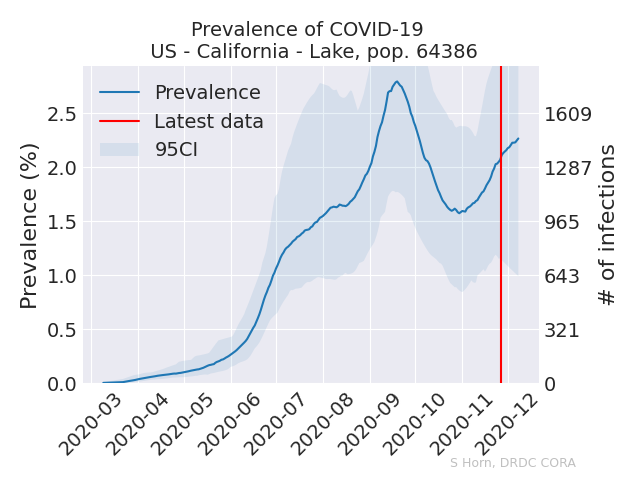 Prevalence of COVID-19
US - California - Lake, pop. 64386
Prevalence
Latest data
95CI
Prevalence (%)
2.5
2.0
1.5
1.0
0.5
0.0
1609
1287
965
643
321
0
# of infections
2020-03
2020-04
2020-05
2020-06
2020-07
2020-08
2020-09
2020-10
2020-11
2020-12
S Horn, DRDC CORA